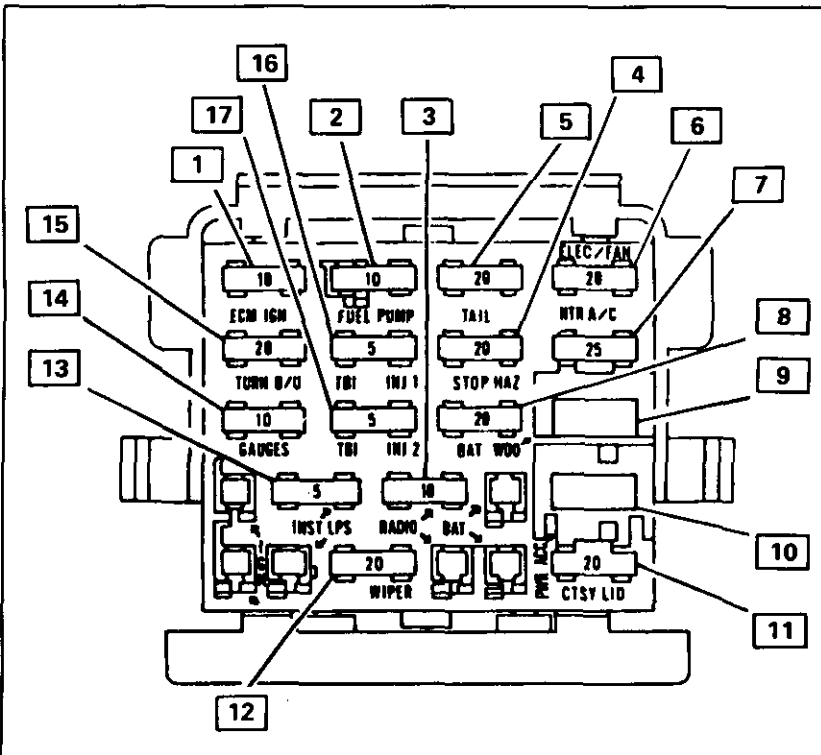 16
4
17
2
3
5
6
1
7
15
ELEC/FAN
10
10
20
20
ECM IGN
FUEL PUMP
TAIL
HTR A/C
14
8
20
5
20
25
13
TURN B/U
TBI
INJ 1
STOP HAZ
9
10
5
20
GAUGES
TBI
INJ 2
BAT WDO
5
10
INST LPS
RADIO
BAT
10
PWR ACC
20
20
WIPER
CTSY LID
11
12